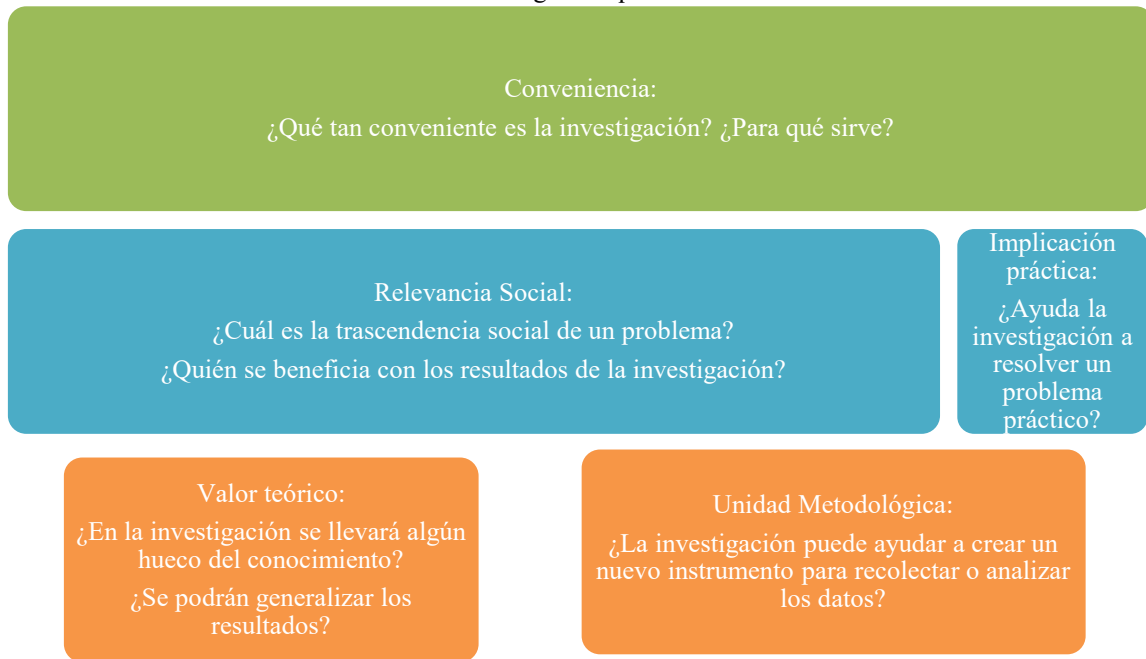 Conveniencia:
¿Qué tan conveniente es la investigación? ¿Para qué sirve?
Relevancia Social:
¿Cuál es la trascendencia social de un problema?
¿Quién se beneficia con los resultados de la investigación?
Implicación
práctica:
¿Ayuda la
investigación a
resolver un
problema
práctico?
Valor teórico:
¿En la investigación se llevará algún
hueco del conocimiento?
¿Se podrán generalizar los
resultados?
Unidad Metodológica:
¿La investigación puede ayudar a crear un
nuevo instrumento para recolectar o analizar
los datos?